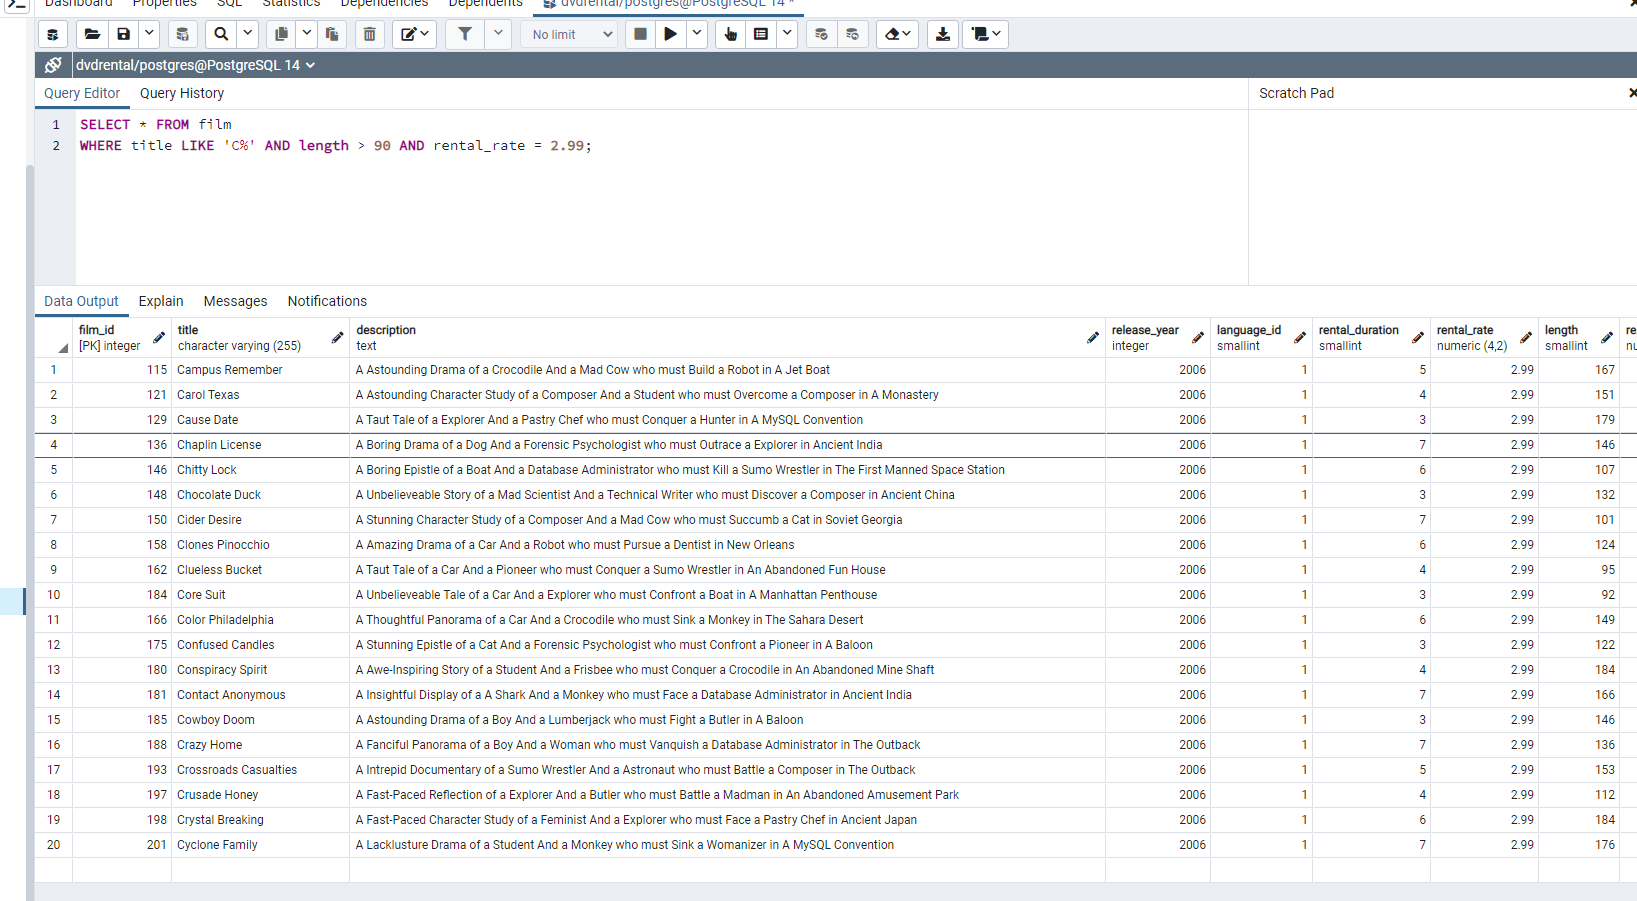 Dashboard Properties SQL Statistics Dependencies Dependents dvdrental/postgres@PostgreSQL 14 *
No limit
dvdrental/postgres@PostgreSQL 14
Query Editor Query History Scratch Pad
1 SELECT * FROM film
2 WHERE title LIKE 'C%' AND length > 90 AND rental_rate = 2.99;
Data Output Explain Messages Notifications
film_id title description release_year language_id rental_duration rental_rate length re
[PK] integer character varying (255) text integer smallint smallint numeric (4,2) smallint nu
1 115 Campus Remember A Astounding Drama of a Crocodile And a Mad Cow who must Build a Robot in A Jet Boat 2006 1 5 2.99 167
2 121 Carol Texas A Astounding Character Study of a Composer And a Student who must Overcome a Composer in A Monastery 2006 1 4 2.99 151
3 129 Cause Date A Taut Tale of a Explorer And a Pastry Chef who must Conquer a Hunter in A MySQL Convention 2006 1 3 2.99 179
4 136 Chaplin License A Boring Drama of a Dog And a Forensic Psychologist who must Outrace a Explorer in Ancient India 2006 1 7 2.99 146
5 146 Chitty Lock A Boring Epistle of a Boat And a Database Administrator who must Kill a Sumo Wrestler in The First Manned Space Station 2006 1 6 2.99 107
6 148 Chocolate Duck A Unbelieveable Story of a Mad Scientist And a Technical Writer who must Discover a Composer in Ancient China 2006 1 3 2.99 132
7 150 Cider Desire A Stunning Character Study of a Composer And a Mad Cow who must Succumb a Cat in Soviet Georgia 2006 1 7 2.99 101
8 158 Clones Pinocchio A Amazing Drama of a Car And a Robot who must Pursue a Dentist in New Orleans 2006 1 6 2.99 124
9 162 Clueless Bucket A Taut Tale of a Car And a Pioneer who must Conquer a Sumo Wrestler in An Abandoned Fun House 2006 1 4 2.99 95
10 184 Core Suit A Unbelieveable Tale of a Car And a Explorer who must Confront a Boat in A Manhattan Penthouse 2006 1 3 2.99 92
11 166 Color Philadelphia A Thoughtful Panorama of a Car And a Crocodile who must Sink a Monkey in The Sahara Desert 2006 1 6 2.99 149
12 175 Confused Candles A Stunning Epistle of a Cat And a Forensic Psychologist who must Confront a Pioneer in A Baloon 2006 1 3 2.99 122
13 180 Conspiracy Spirit A Awe-Inspiring Story of a Student And a Frisbee who must Conquer a Crocodile in An Abandoned Mine Shaft 2006 1 4 2.99 184
14 181 Contact Anonymous A Insightful Display of a A Shark And a Monkey who must Face a Database Administrator in Ancient India 2006 1 7 2.99 166
15 185 Cowboy Doom A Astounding Drama of a Boy And a Lumberjack who must Fight a Butler in A Baloon 2006 1 3 2.99 146
16 188 Crazy Home A Fanciful Panorama of a Boy And a Woman who must Vanquish a Database Administrator in The Outback 2006 1 7 2.99 136
17 193 Crossroads Casualties A Intrepid Documentary of a Sumo Wrestler And a Astronaut who must Battle a Composer in The Outback 2006 1 5 2.99 153
18 197 Crusade Honey A Fast-Paced Reflection of a Explorer And a Butler who must Battle a Madman in An Abandoned Amusement Park 2006 1 4 2.99 112
19 198 Crystal Breaking A Fast-Paced Character Study of a Feminist And a Explorer who must Face a Pastry Chef in Ancient Japan 2006 1 6 2.99 184
20 201 Cyclone Family A Lacklusture Drama of a Student And a Monkey who must Sink a Womanizer in A MySQL Convention 2006 1 7 2.99 176